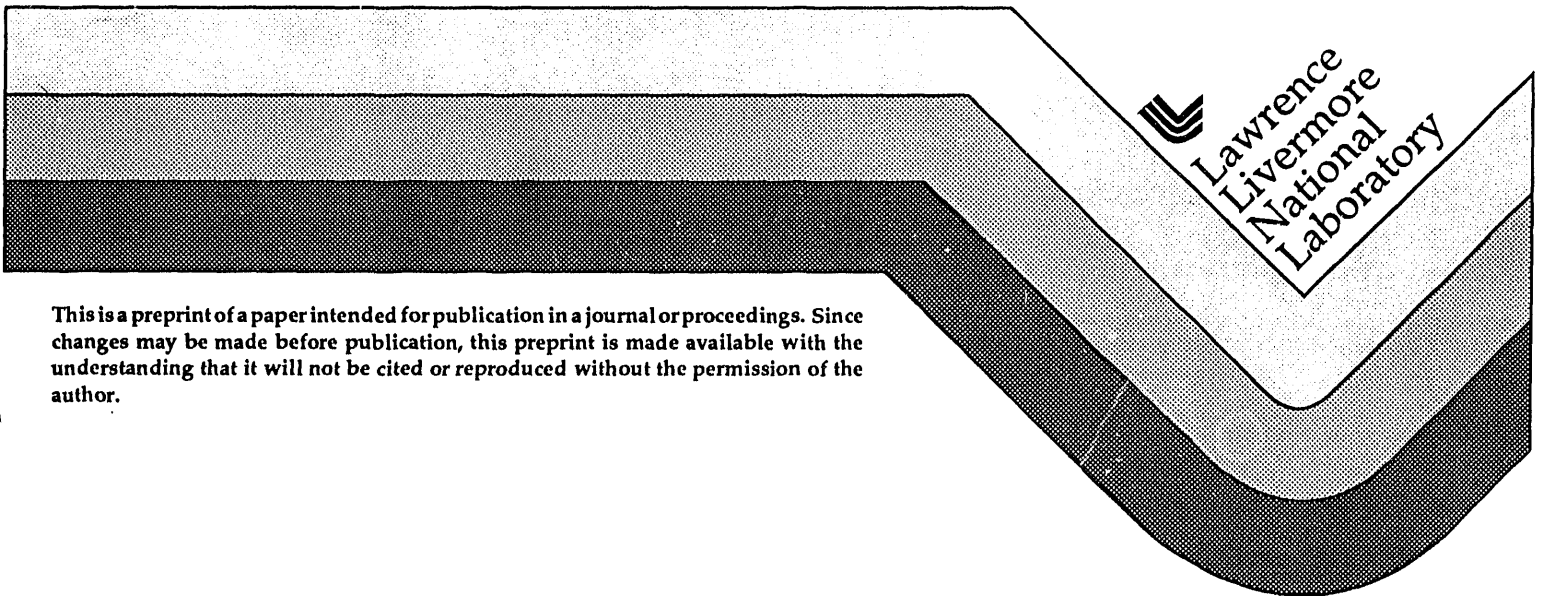 Lawrence
Livermore
National
Laboratory
This is a preprint of a paper intended for publication in a journal or proceedings. Since
changes may be made before publication, this preprint is made available with the
understanding that it will not be cited or reproduced without the permission of the
author.